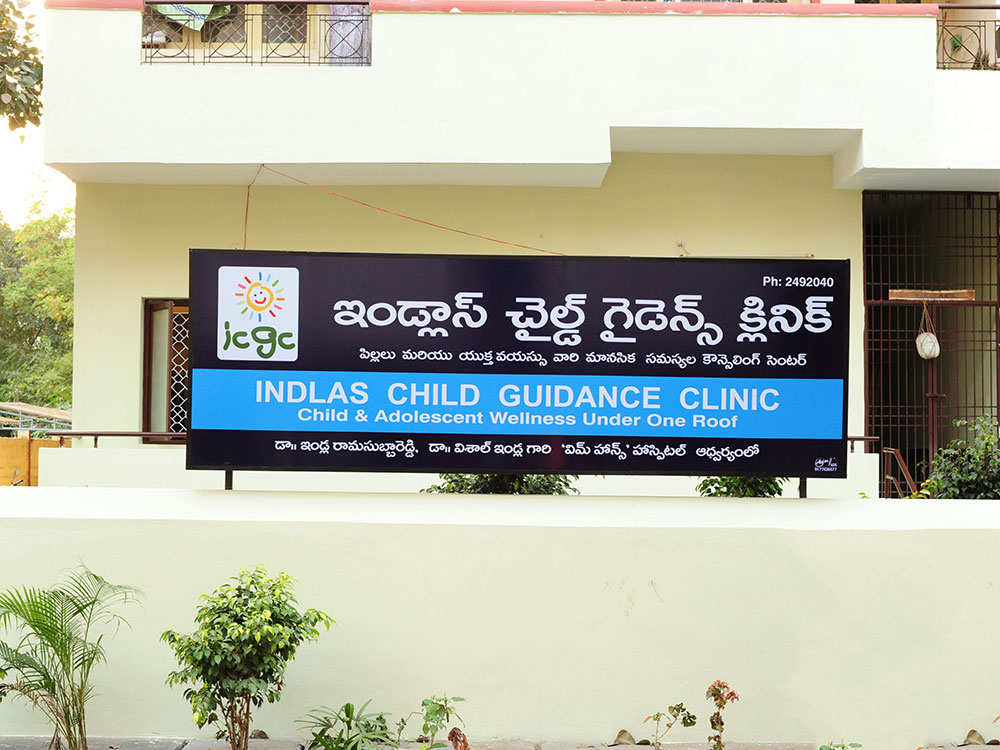 Ph: 2492040
icgc
ఇండ్లాస్ చైల్డ్ గైడెన్స్ క్లినిక్
పిల్లలు మరియు యుక్త వయస్సు వారి మానసిక సమస్యల కౌన్సెలింగ్ సెంటర్
INDLAS CHILD GUIDANCE CLINIC
Child & Adolescent Wellness Under One Roof
డా॥ ఇండ్ల రామసుబ్బారెడ్డి, డా॥ విశాల్ ఇండ్ల గారి 'విమ్ హాన్స్' హాస్పిటల్ ఆధ్వర్యంలో